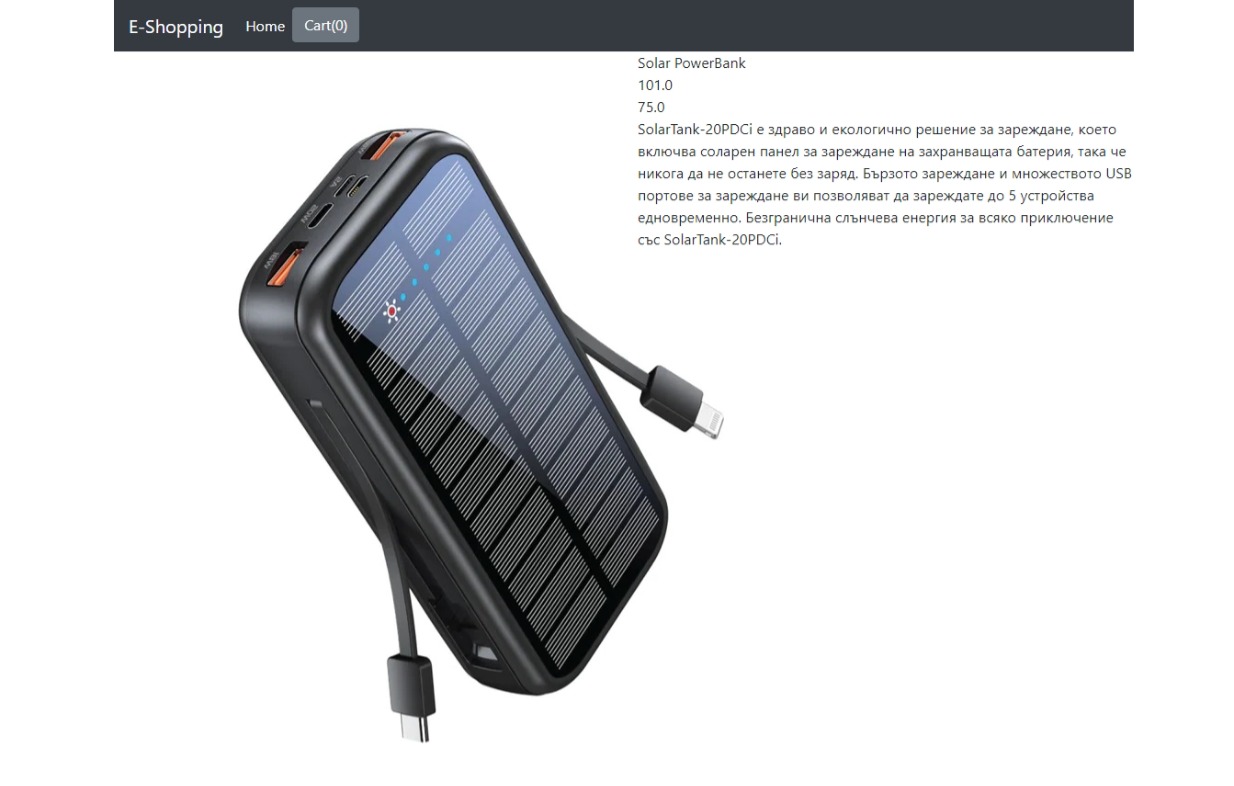 E-Shopping Home Cart(0)
Solar PowerBank
101.0
75.0
SolarTank-20PDCi е здраво и екологично решение за зареждане, което
включва соларен панел за зареждане на захранващата батерия, така че
никога да не останете без заряд. Бързото зареждане и множеството USB
портове за зареждане ви позволяват да зареждате до 5 устройства
едновременно. Безгранична слънчева енергия за всяко приключение
със SolarTank-20PDCi.